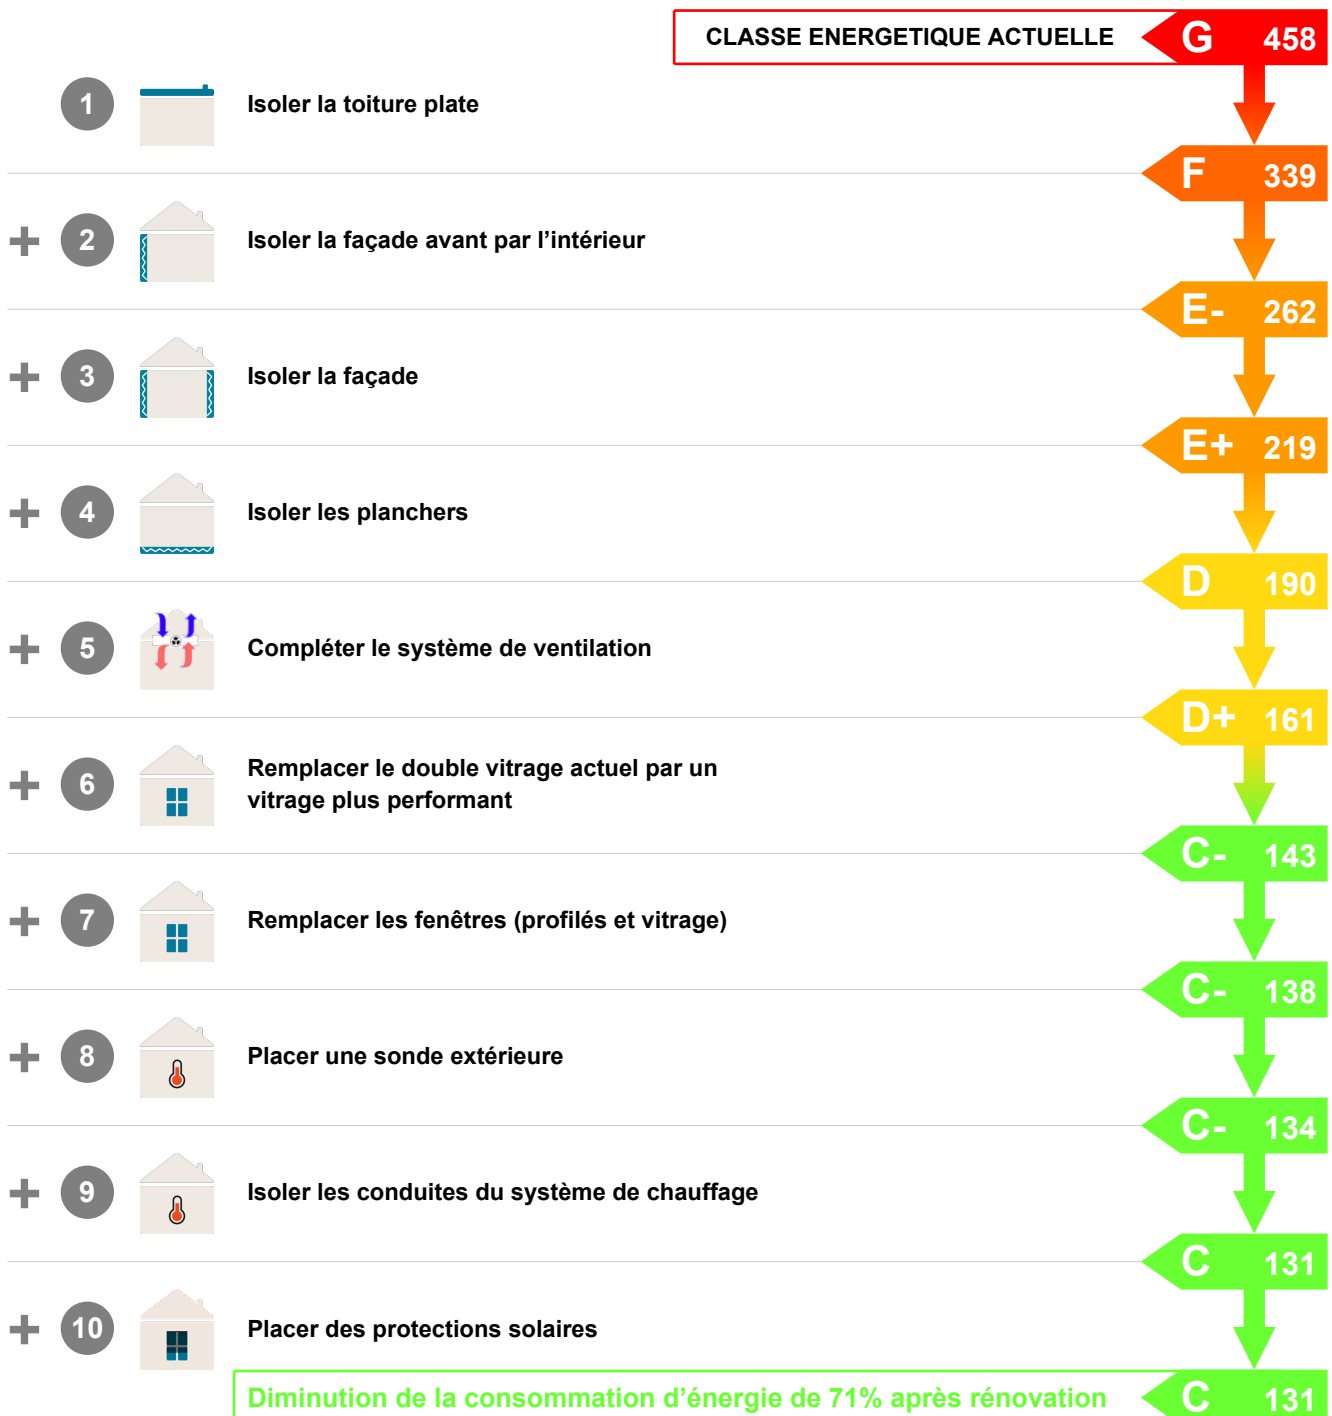 CLASSE ENERGETIQUE ACTUELLE G 458
1 Isoler la toiture plate
F 339
+ 2 Isoler la façade avant par l’intérieur
E- 262
+ 3 Isoler la façade
E+ 219
+ 4 Isoler les planchers
D 190
+ 5 Compléter le système de ventilation
D+ 161
+ 6 Remplacer le double vitrage actuel par un
vitrage plus performant
C- 143
+ 7 Remplacer les fenêtres (profilés et vitrage)
C- 138
+ 8 Placer une sonde extérieure
C- 134
+ 9 Isoler les conduites du système de chauffage
C 131
+ 10 Placer des protections solaires
Diminution de la consommation d’énergie de 71% après rénovation C 131